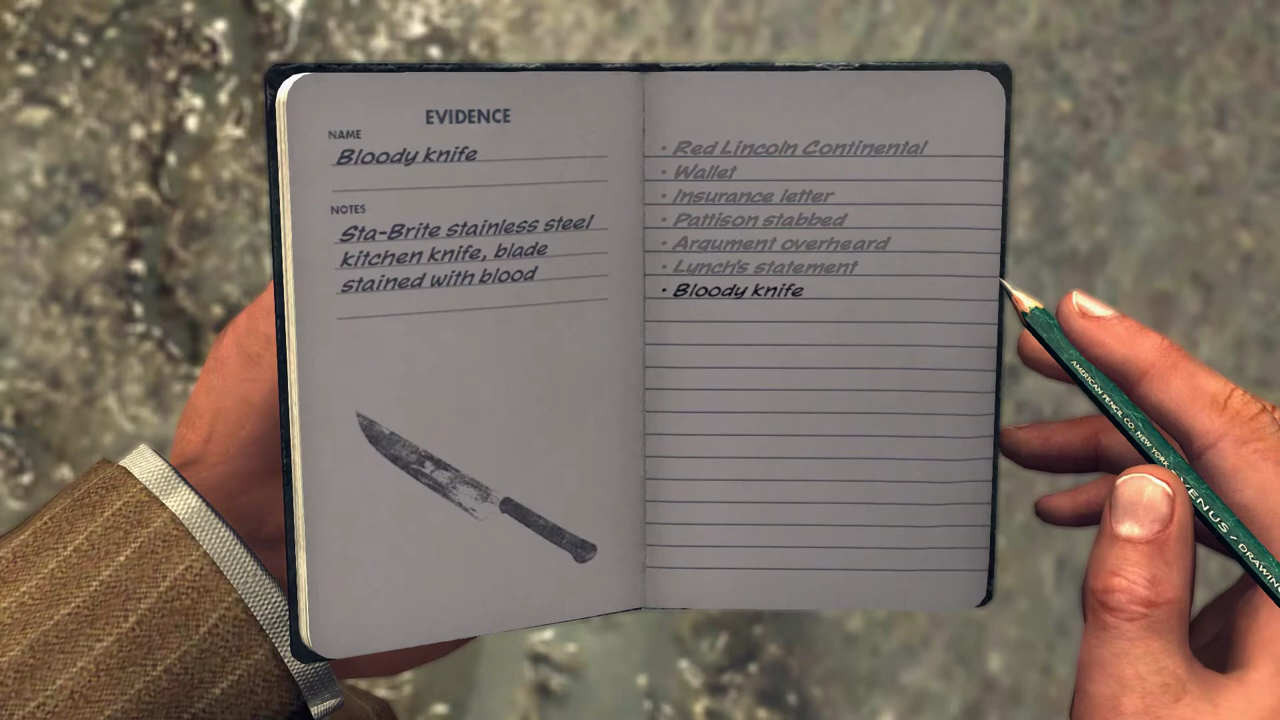 EVIDENCE
NAME
Bloody knife
NOTES
Sta-Brite stainless steel
kitchen knife, blade
stained with blood
• Red Lincoln Continental
• Wallet
• Insurance letter
• Pattison stabbed
• Argument overheard
• Lynch's statement
• Bloody knife
AMERICAN PENCIL CO. NEW YORK VENUS / DRAWING